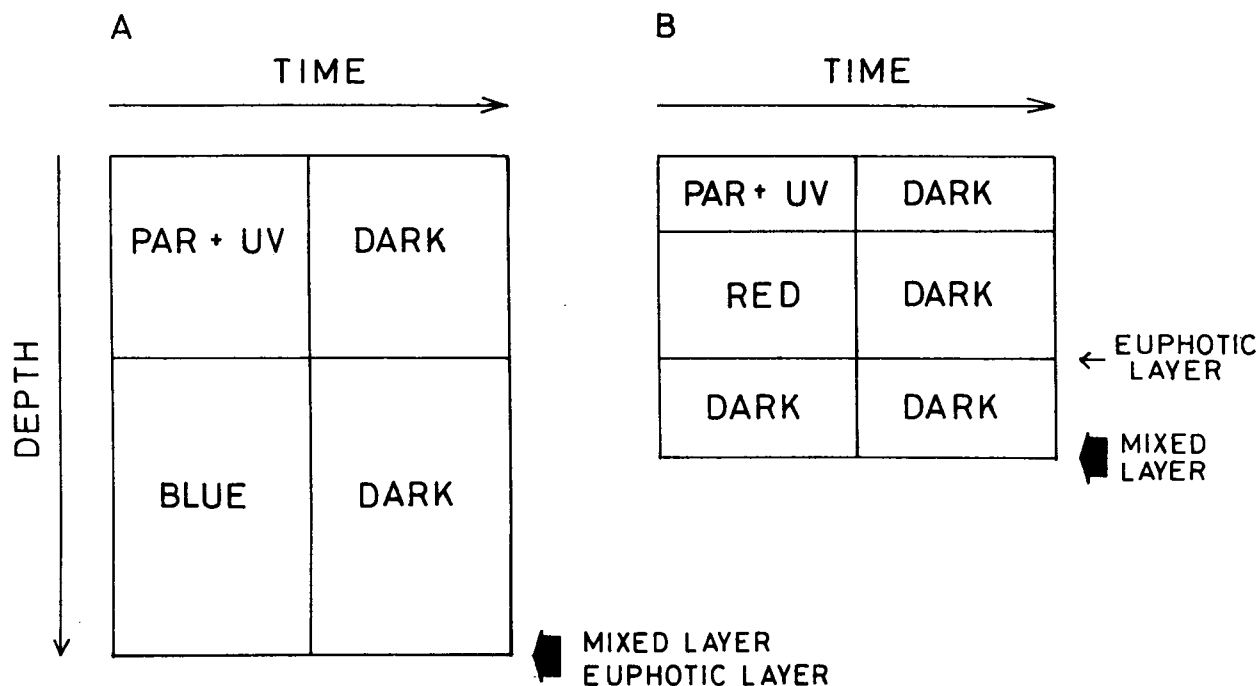 A
TIME
PAR + UV DARK
BLUE DARK
DEPTH
MIXED LAYER
EUPHOTIC LAYER
B
TIME
PAR + UV DARK
RED DARK
DARK DARK
EUPHOTIC
LAYER
MIXED
LAYER